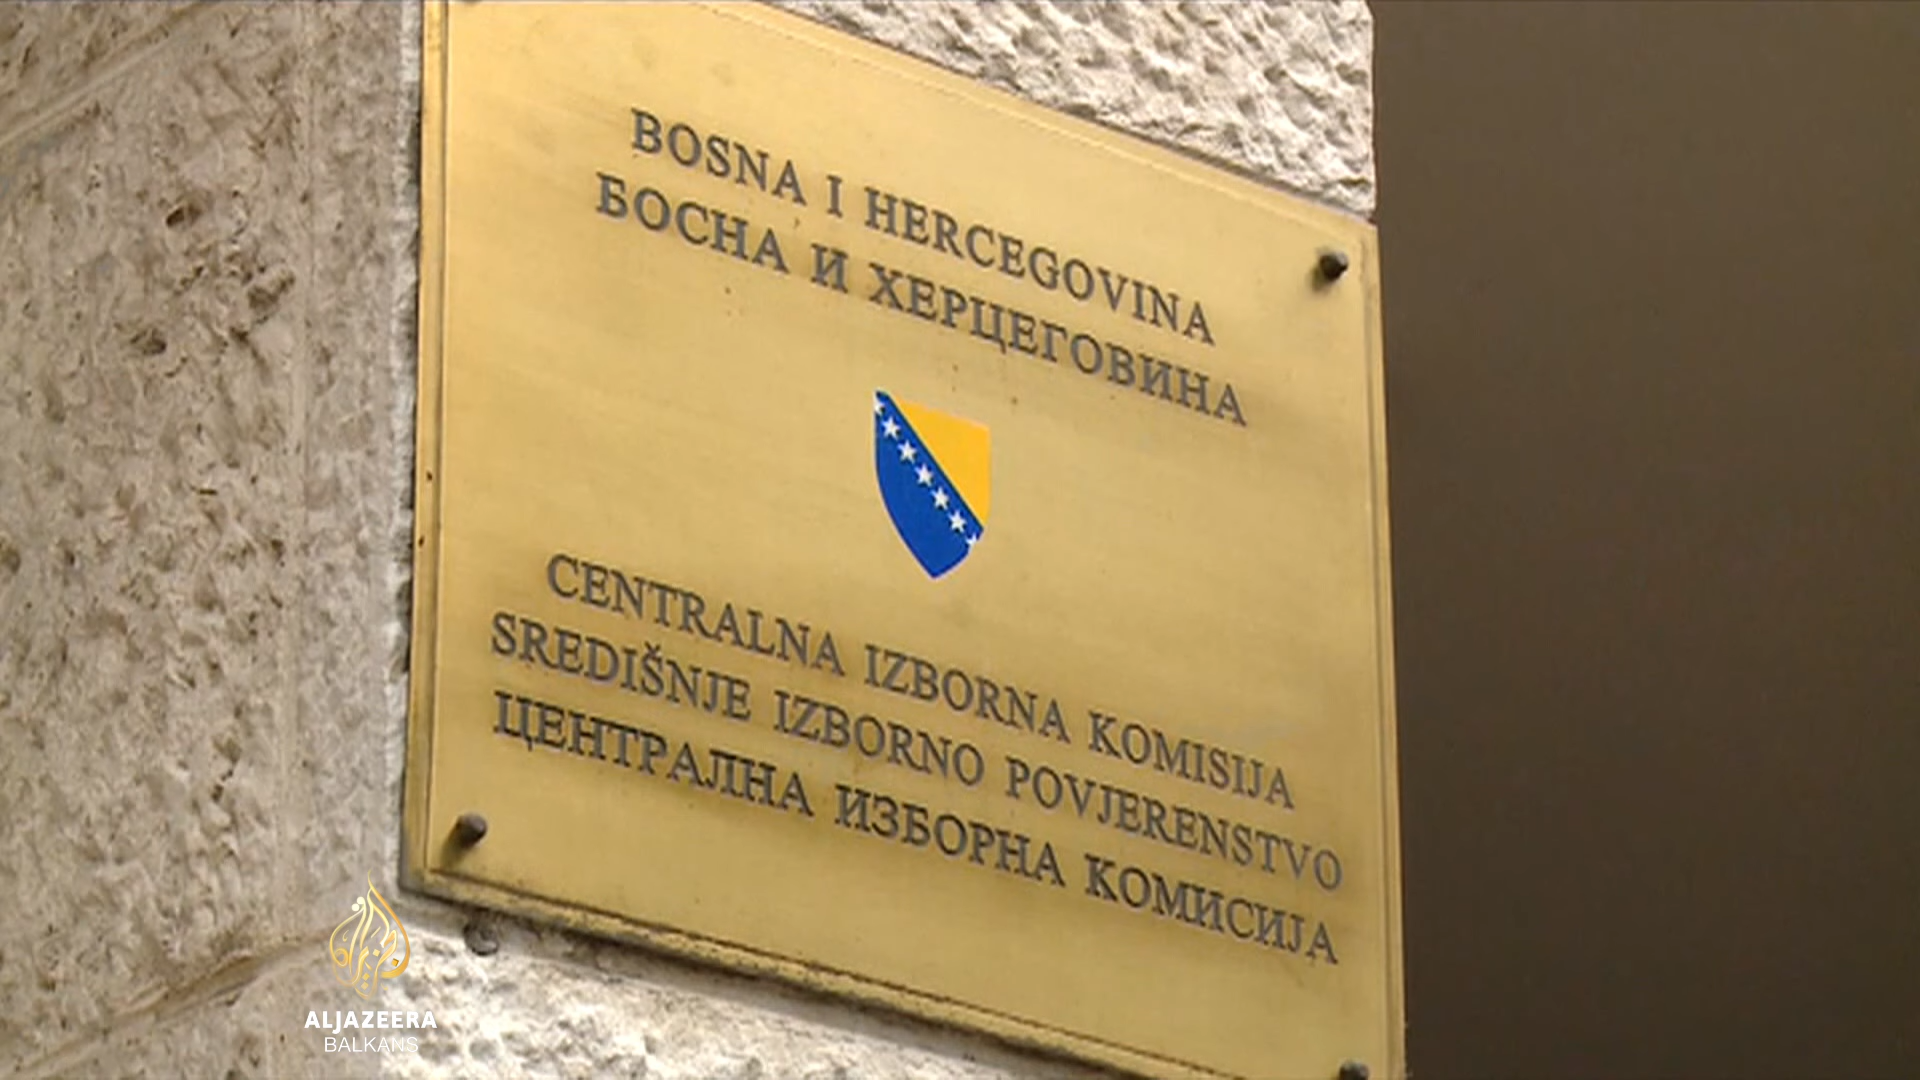 BOSNA I HERCEGOVINA
БОСНА И ХЕРЦЕГОВИНА
CENTRALNA IZBORNA KOMISIJA
SREDIŠNJE IZBORNO POVJERENSTVO
ЦЕНТРАЛНА ИЗБОРНА КОМИСИЈА
ALJAZEERA
BALKANS